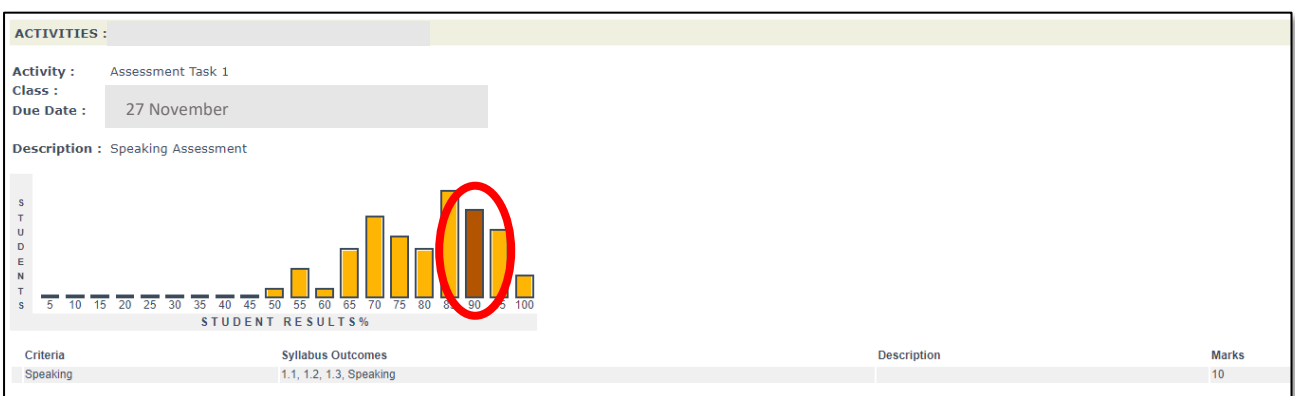 ACTIVITIES :
Activity : Assessment Task 1
Class :
Due Date : 27 November
Description : Speaking Assessment
STUDENTS
5 10 15 20 25 30 35 40 45 50 55 60 65 70 75 80 90 100
STUDENT RESULTS%
Criteria Syllabus Outcomes Description Marks
Speaking 1.1, 1.2, 1.3, Speaking 10